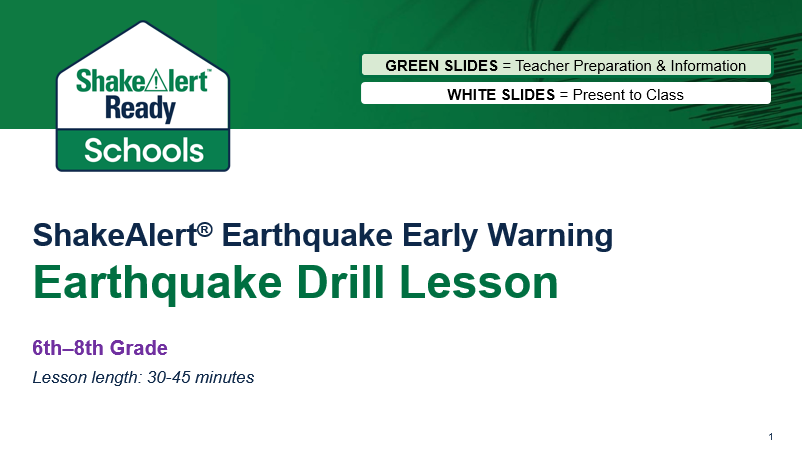 ShakeAlert™
Ready
Schools
GREEN SLIDES = Teacher Preparation & Information
WHITE SLIDES = Present to Class
ShakeAlert® Earthquake Early Warning
Earthquake Drill Lesson
6th–8th Grade
Lesson length: 30-45 minutes
1